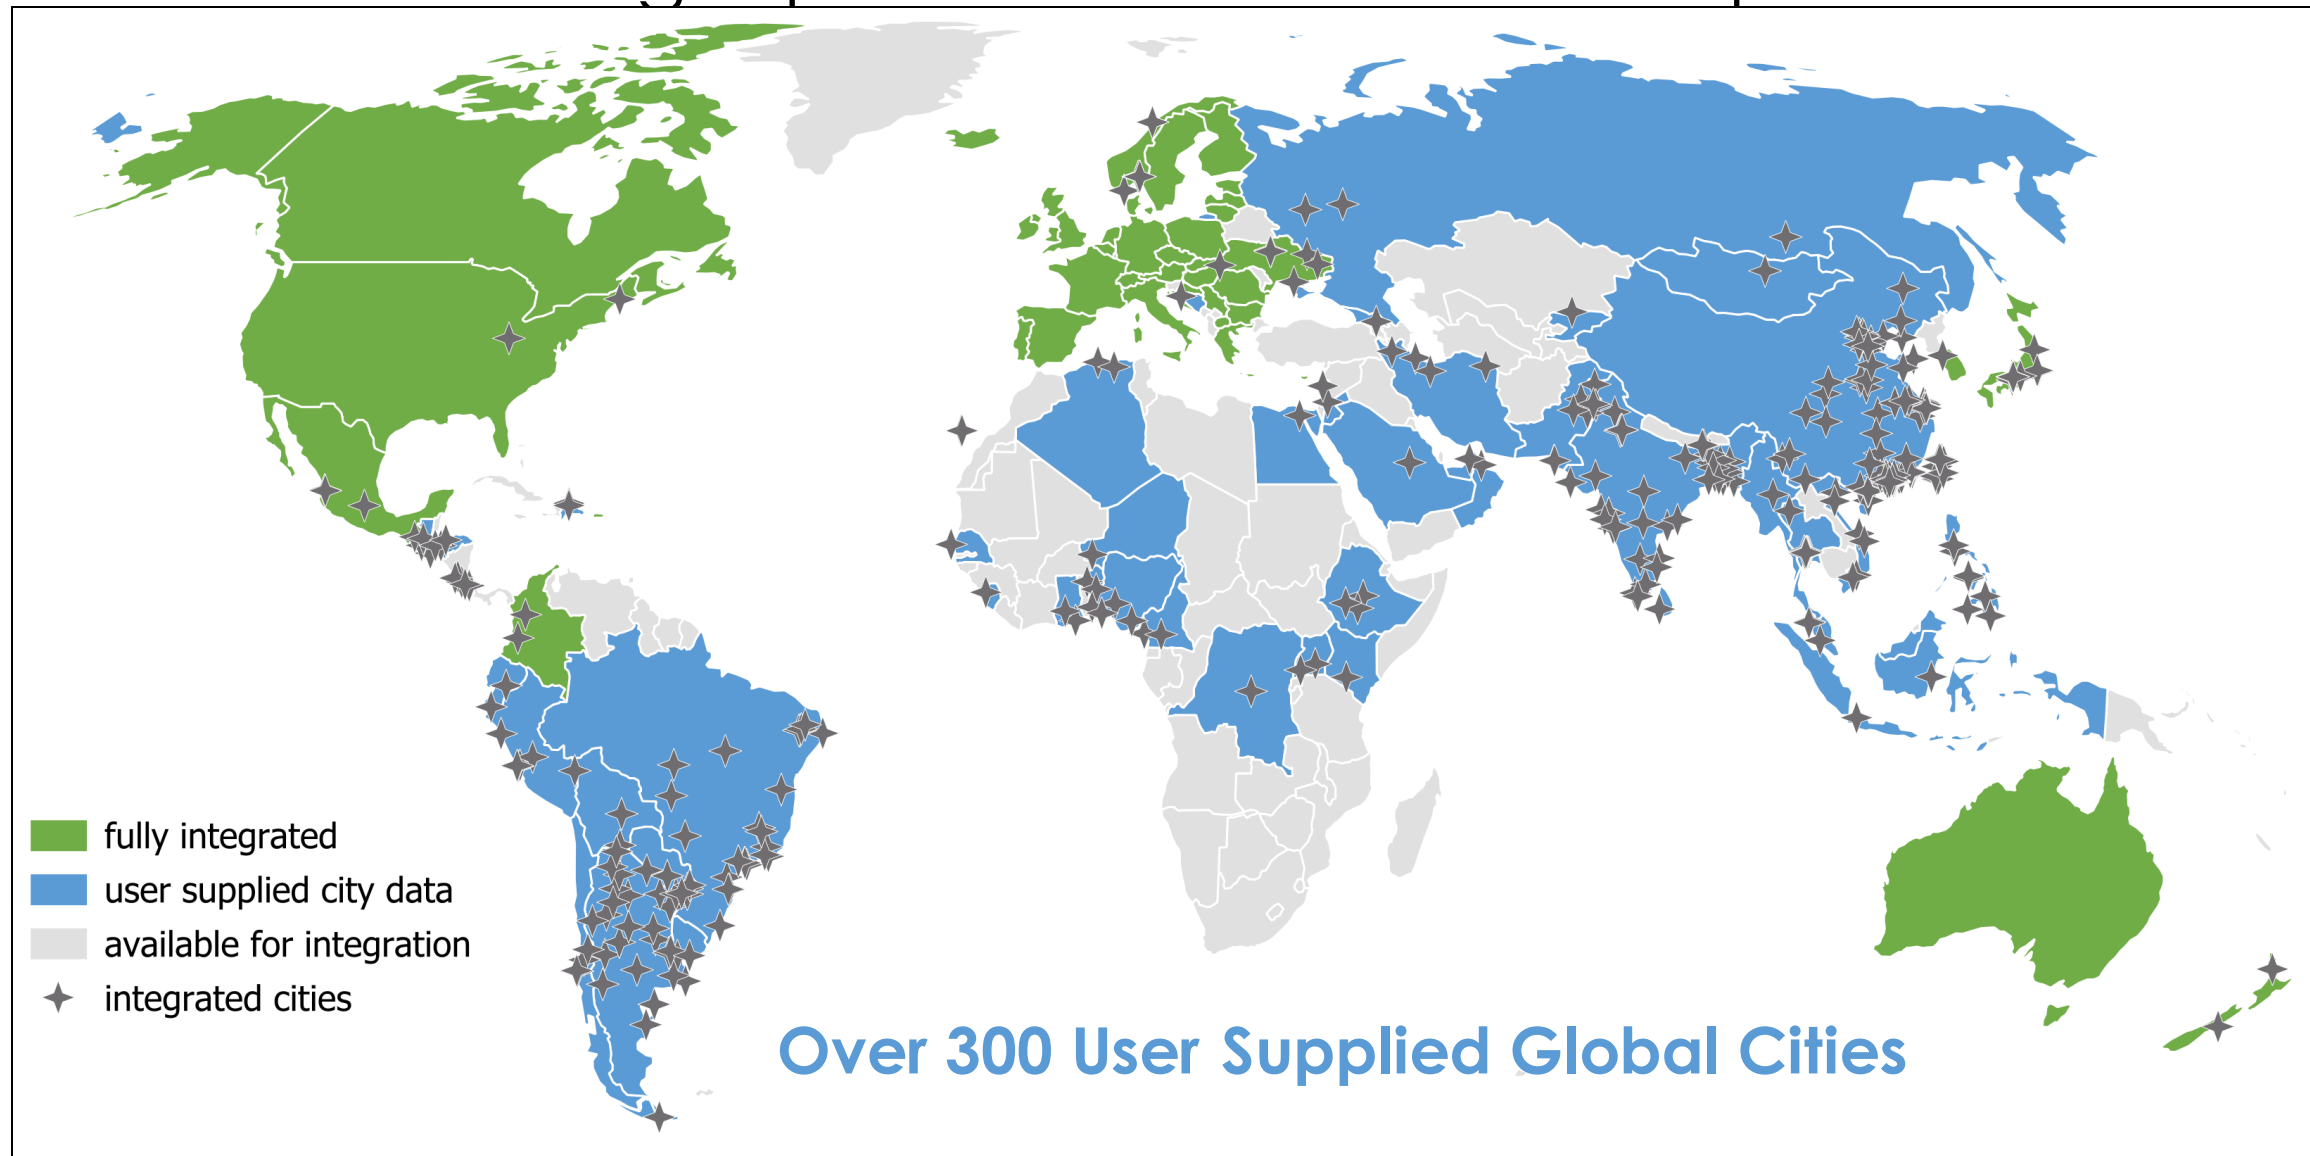 fully integrated
user supplied city data
available for integration
integrated cities
Over 300 User Supplied Global Cities